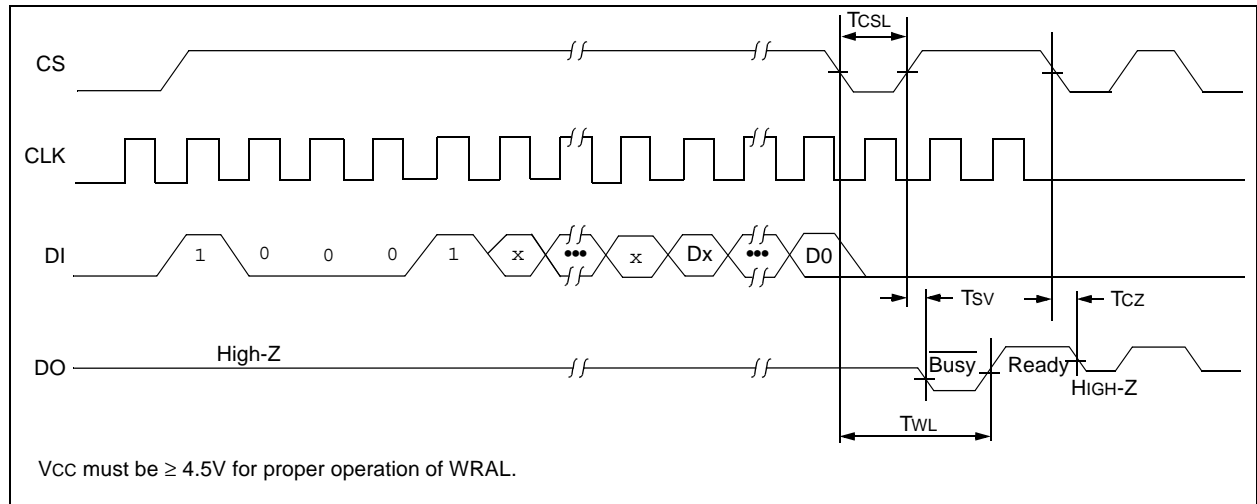 TCSL
CS
CLK
DI 1 0 0 0 1 x ••• x Dx ••• D0
TSV TCZ
High-Z
DO Busy Ready
HIGH-Z
TWL
VCC must be ≥ 4.5V for proper operation of WRAL.